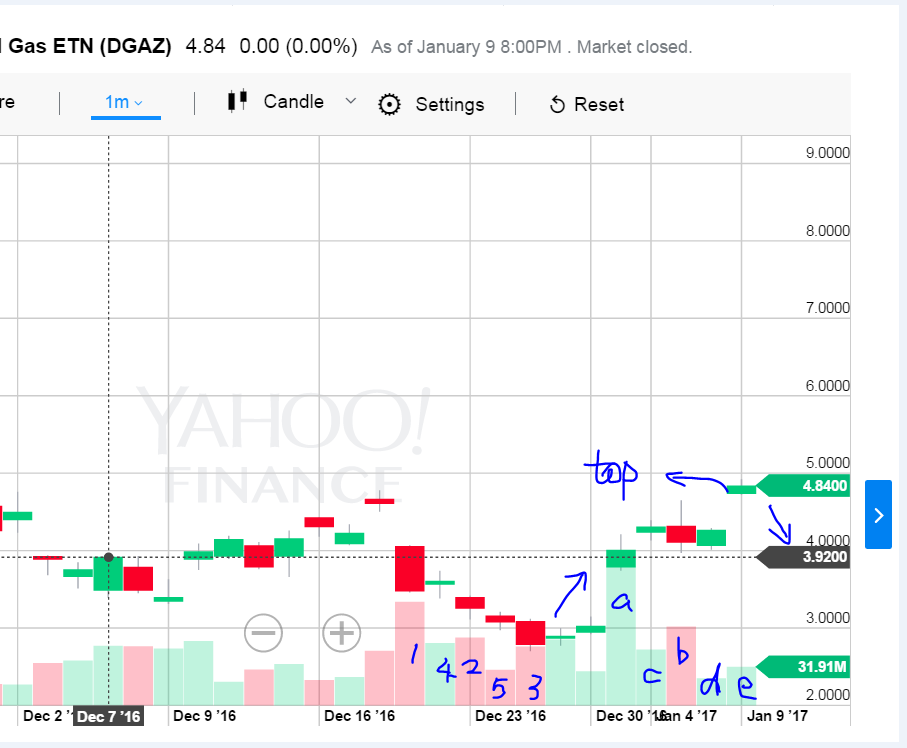 l Gas ETN (DGAZ) 4.84 0.00 (0.00%) As of January 9 8:00PM . Market closed.
re 1m Candle Settings Reset
9.0000
8.0000
7.0000
6.0000
YAHOO!
FINANCE
5.0000
top
4.8400
4.0000
3.9200
3.0000
a
1 4 2 5 3 c b d e
31.91M
2.0000
Dec 2 '1 Dec 7 '16 Dec 9 '16 Dec 16 '16 Dec 23 '16 Dec 30 '16 Jan 4 '17 Jan 9 '17